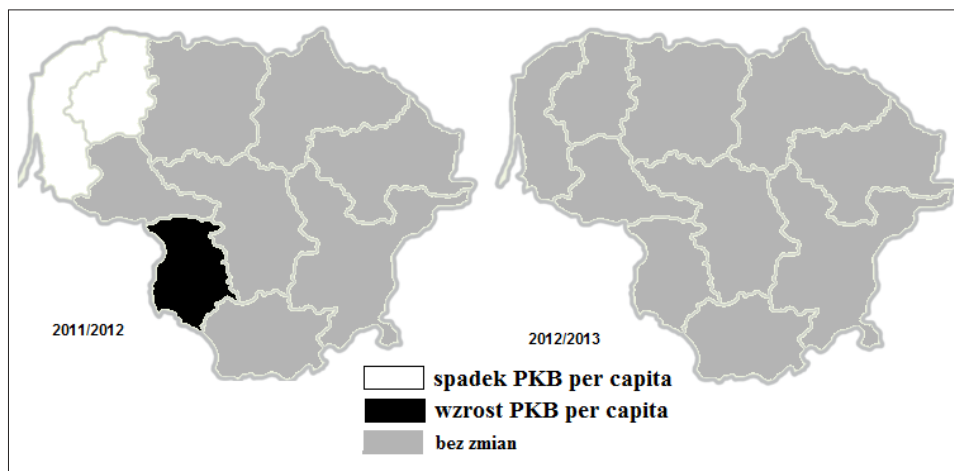 2011/2012
2012/2013
spadek PKB per capita
wzrost PKB per capita
bez zmian